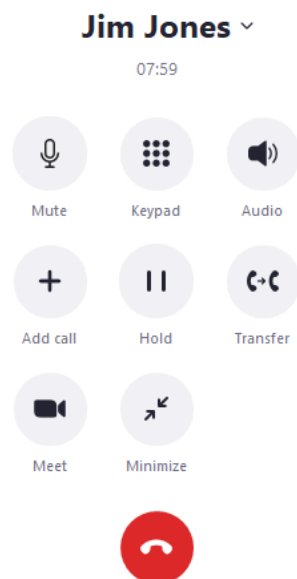 Jim Jones
07:59
Mute Keypad Audio
Add call Hold Transfer
Meet Minimize